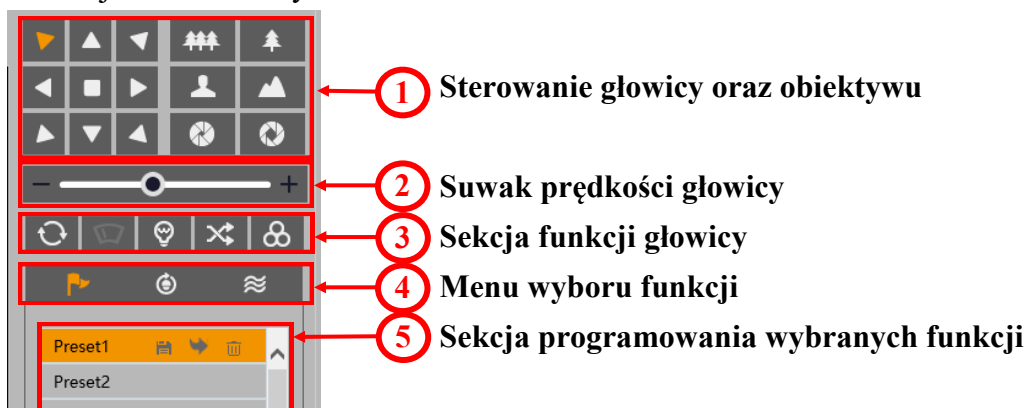 1 Sterowanie głowicy oraz obiektywu
2 Suwak prędkości głowicy
3 Sekcja funkcji głowicy
4 Menu wyboru funkcji
5 Sekcja programowania wybranych funkcji
Preset1
Preset2